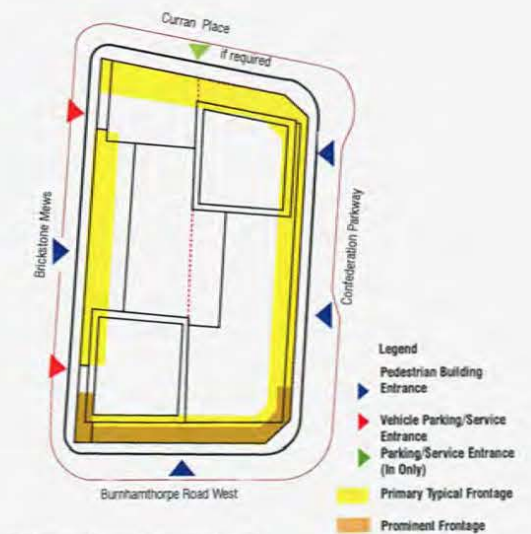 Curran Place
if required
Brickstone Mews
Confederation Parkway
Burnhamthorpe Road West
Legend
Pedestrian Building
Entrance
Vehicle Parking/Service
Entrance
Parking/Service Entrance
(In Only)
Primary Typical Frontage
Prominent Frontage